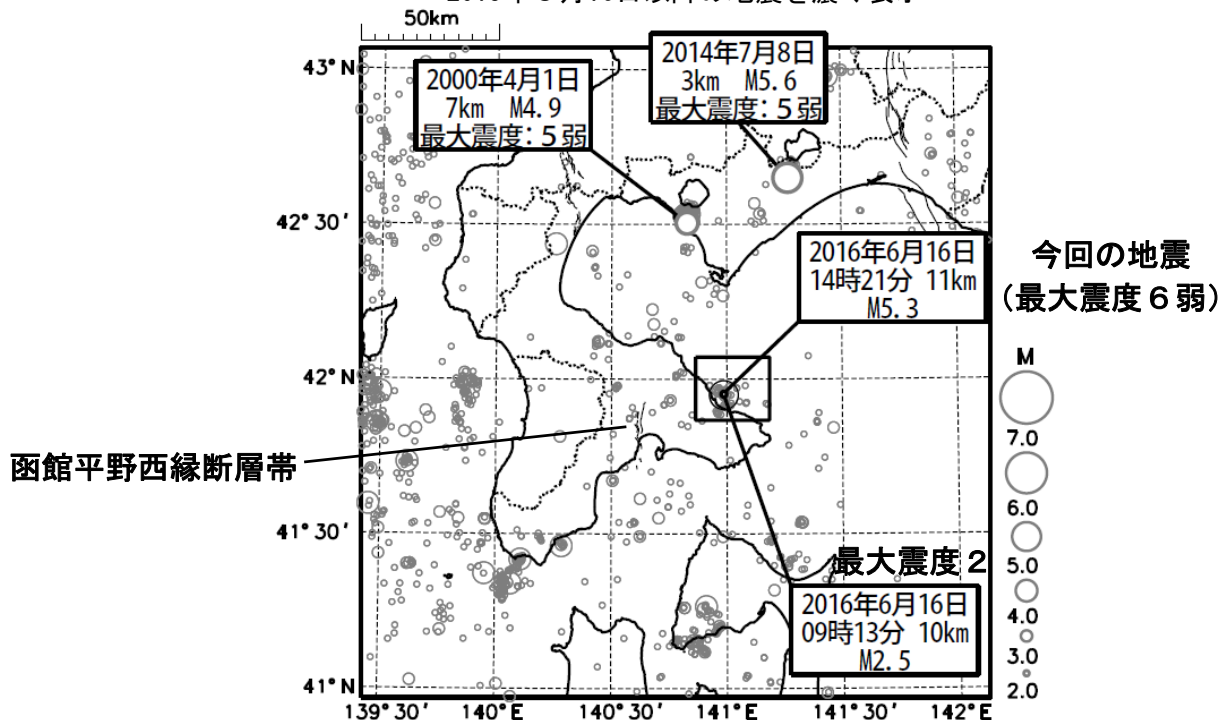 50km
43°N
42°30'
42°N
41°30'
41°N
139°30'
140°E
140°30'
141°E
141°30'
142°E
2000年4月1日
7km M4.9
最大震度:5弱
2014年7月8日
3km M5.6
最大震度:5弱
2016年6月16日
14時21分 11km
M5.3
今回の地震
(最大震度6弱)
函館平野西縁断層帯
最大震度2
2016年6月16日
09時13分 10km
M2.5
M
7.0
6.0
5.0
4.0
3.0
2.0